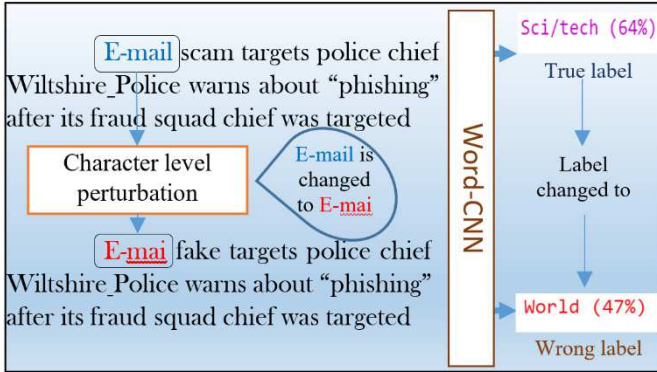 E-mail scam targets police chief
Wiltshire_Police warns about “phishing”
after its fraud squad chief was targeted
Character level
perturbation
E-mail is
changed
to E-mai
E-mai fake targets police chief
Wiltshire_Police warns about “phishing”
after its fraud squad chief was targeted
Word-CNN
Sci/tech (64%)
True label
Label
changed to
World (47%)
Wrong label